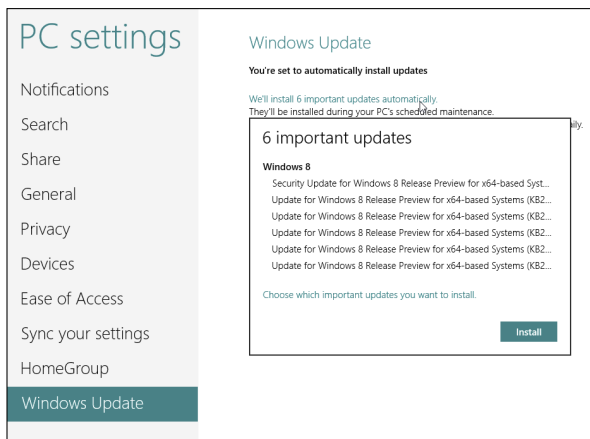 PC settings
Notifications
Search
Share
General
Privacy
Devices
Ease of Access
Sync your settings
HomeGroup
Windows Update
Windows Update
You're set to automatically install updates
We'll install 6 important updates automatically.
They'll be installed during your PC's scheduled maintenance.
ily.
6 important updates
Windows 8
Security Update for Windows 8 Release Preview for x64-based Syst...
Update for Windows 8 Release Preview for x64-based Systems (KB2...
Update for Windows 8 Release Preview for x64-based Systems (KB2...
Update for Windows 8 Release Preview for x64-based Systems (KB2...
Update for Windows 8 Release Preview for x64-based Systems (KB2...
Update for Windows 8 Release Preview for x64-based Systems (KB2...
Choose which important updates you want to install.
Install